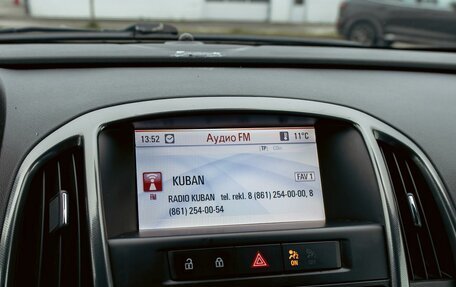 13:52 Аудио FM 11°C
TP
KUBAN FAV 1
FM
RADIO KUBAN tel. rekl. 8 (861) 254-00-00, 8
(861) 254-00-54
ON